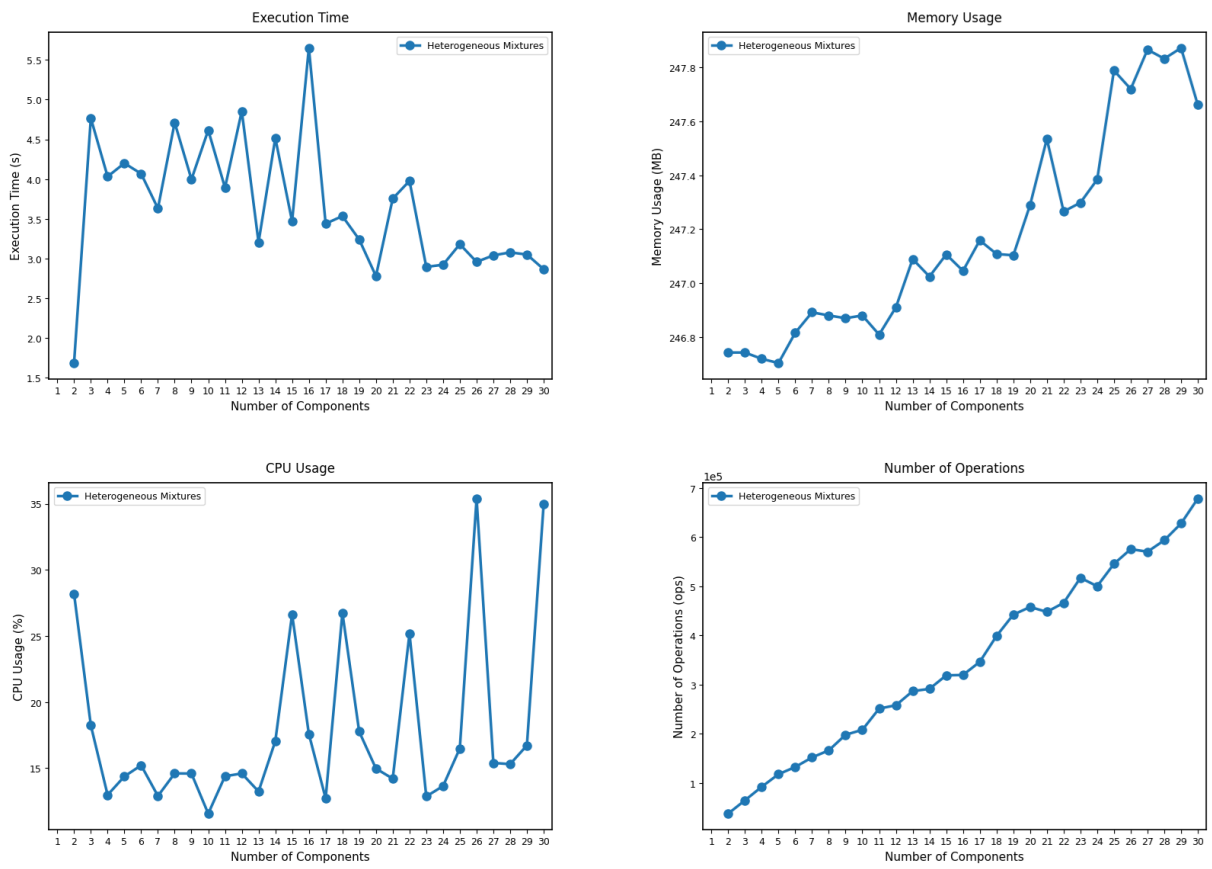 Execution Time
Heterogeneous Mixtures
Execution Time (s)
5.5
5.0
4.5
4.0
3.5
3.0
2.5
2.0
1.5
1 2 3 4 5 6 7 8 9 10 11 12 13 14 15 16 17 18 19 20 21 22 23 24 25 26 27 28 29 30
Number of Components
Memory Usage
Heterogeneous Mixtures
Memory Usage (MB)
247.8
247.6
247.4
247.2
247.0
246.8
1 2 3 4 5 6 7 8 9 10 11 12 13 14 15 16 17 18 19 20 21 22 23 24 25 26 27 28 29 30
Number of Components
CPU Usage
Heterogeneous Mixtures
CPU Usage (%)
35
30
25
20
15
1 2 3 4 5 6 7 8 9 10 11 12 13 14 15 16 17 18 19 20 21 22 23 24 25 26 27 28 29 30
Number of Components
Number of Operations
1e5
Heterogeneous Mixtures
Number of Operations (ops)
7
6
5
4
3
2
1
1 2 3 4 5 6 7 8 9 10 11 12 13 14 15 16 17 18 19 20 21 22 23 24 25 26 27 28 29 30
Number of Components